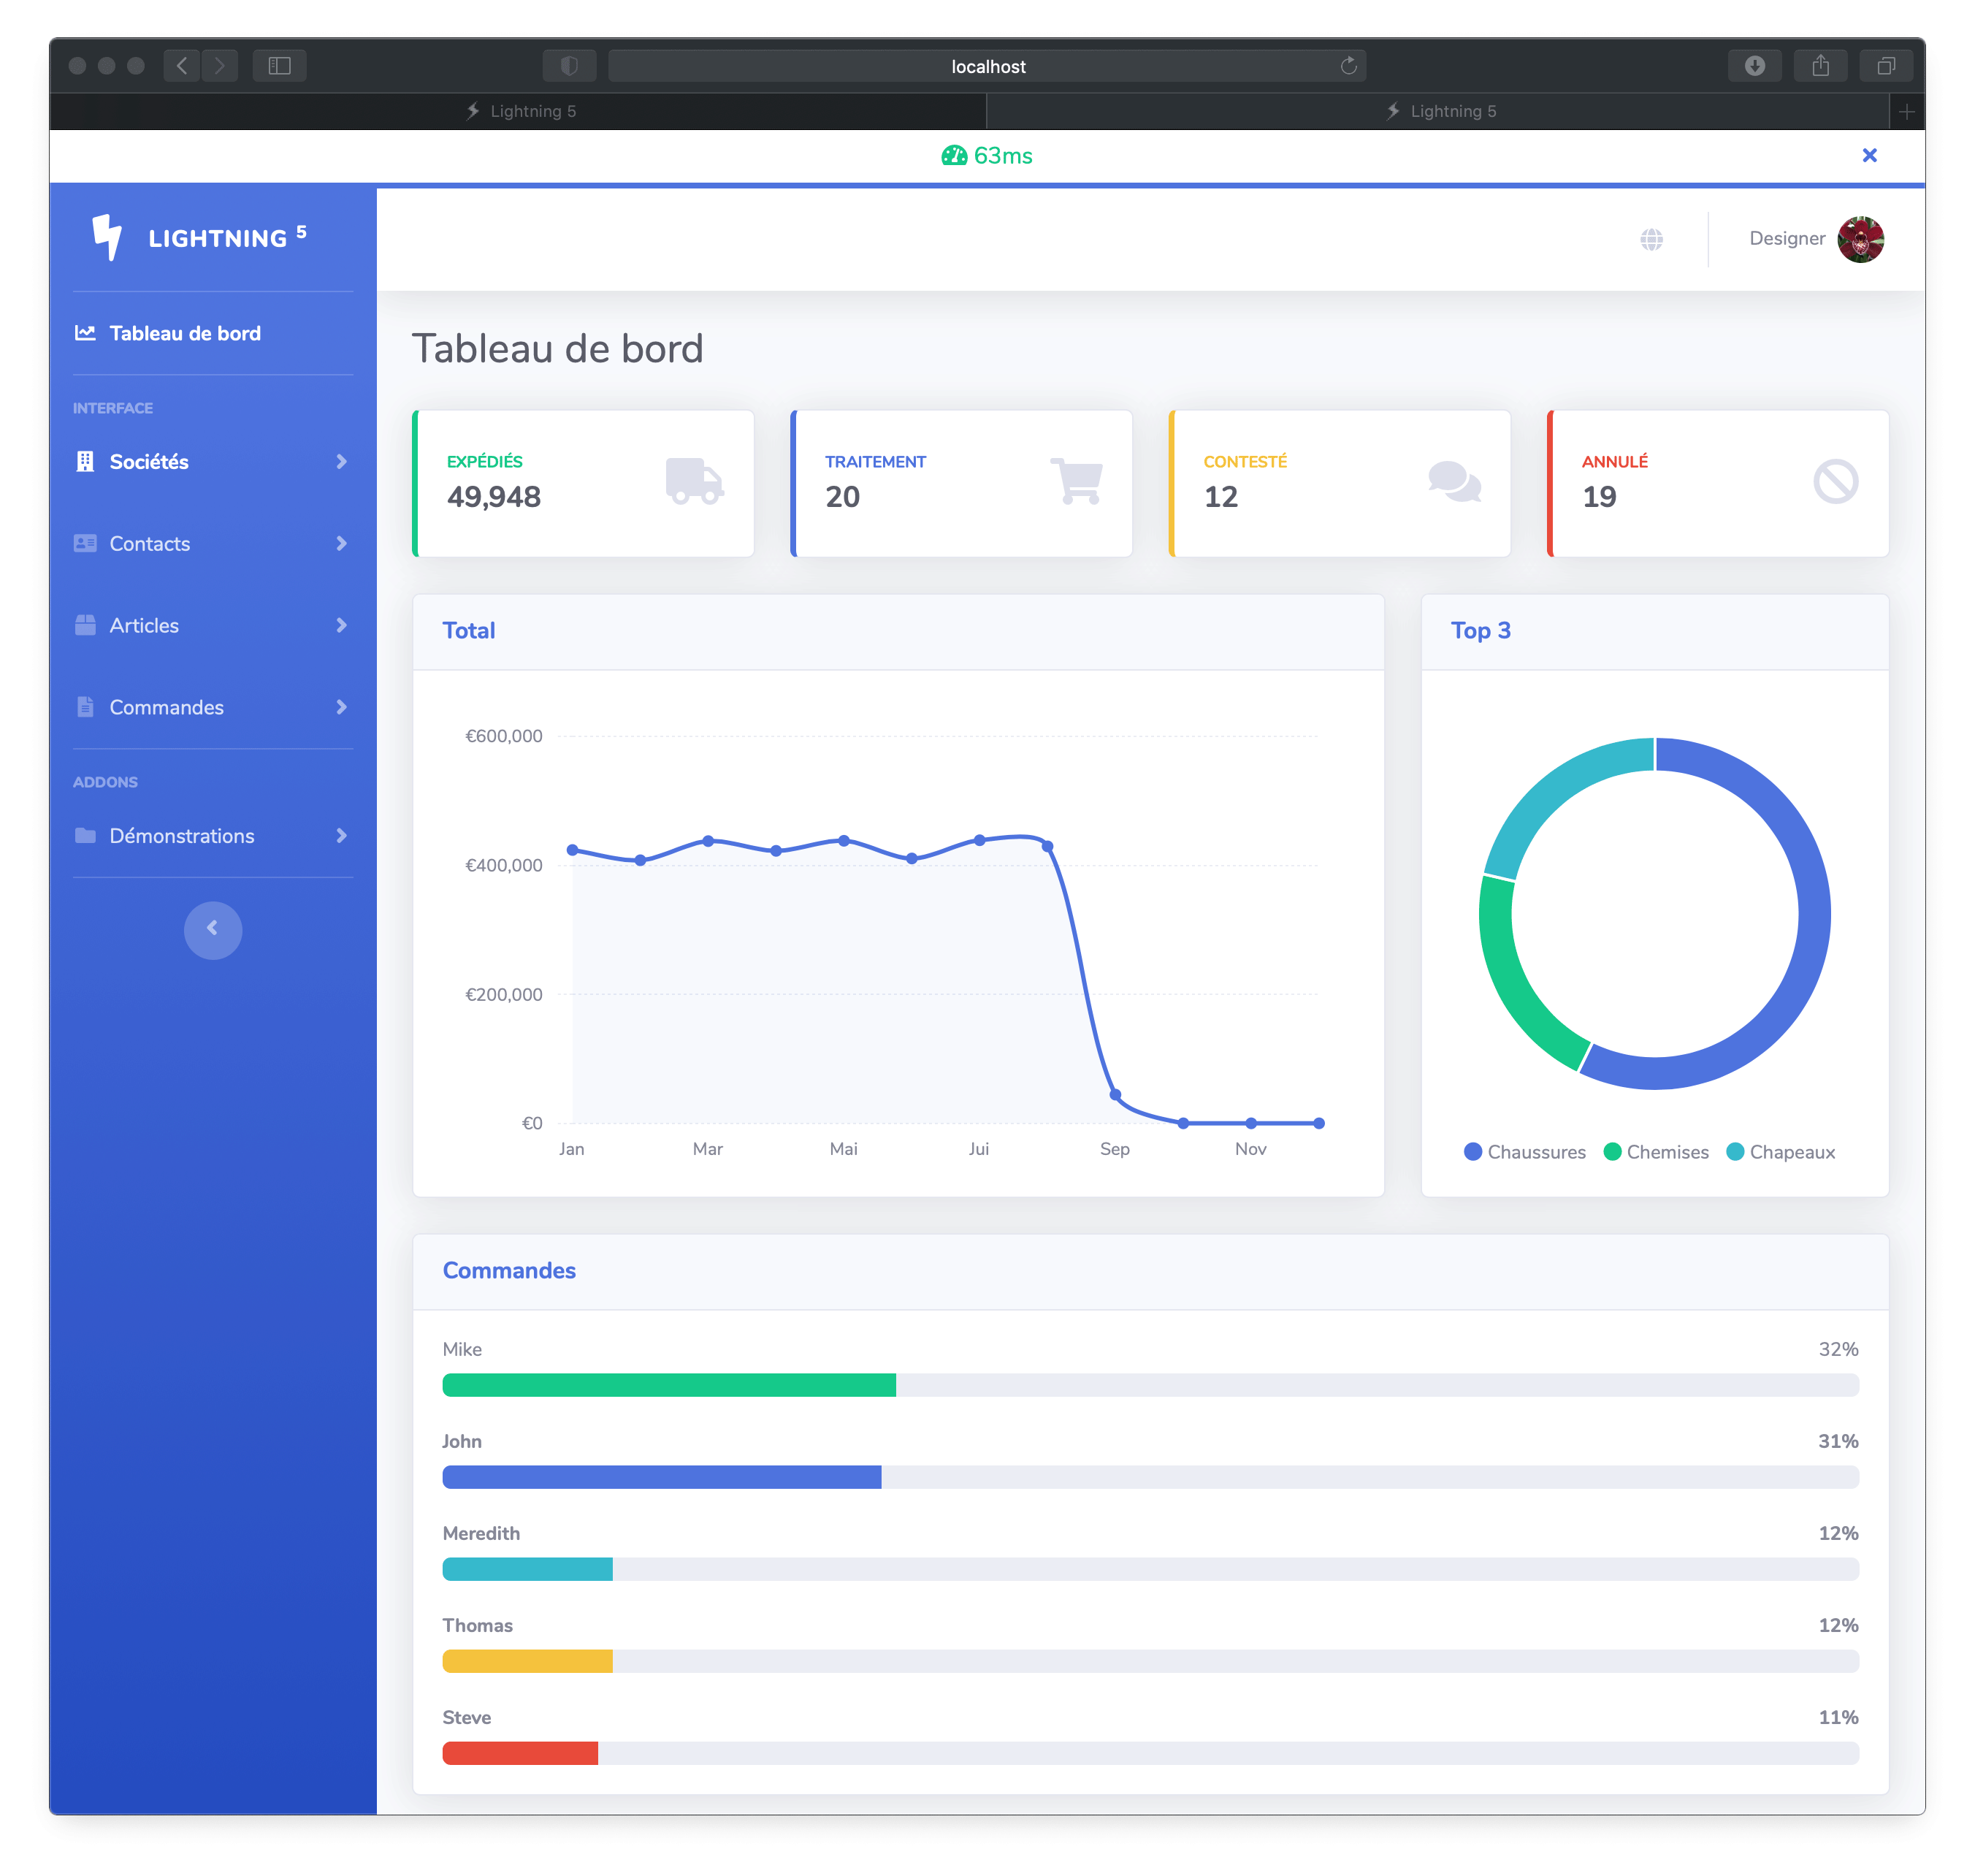 localhost
Lightning 5
Lightning 5
63ms
LIGHTNING 5
Designer
Tableau de bord
INTERFACE
Sociétés
Contacts
Articles
Commandes
ADDONS
Démonstrations
Tableau de bord
EXPÉDIÉS
49,948
TRAITEMENT
20
CONTESTÉ
12
ANNULÉ
19
Total
€600,000
€400,000
€200,000
€0
Jan Mar Mai Jui Sep Nov
Top 3
Chaussures Chemises Chapeaux
Commandes
Mike 32%
John 31%
Meredith 12%
Thomas 12%
Steve 11%